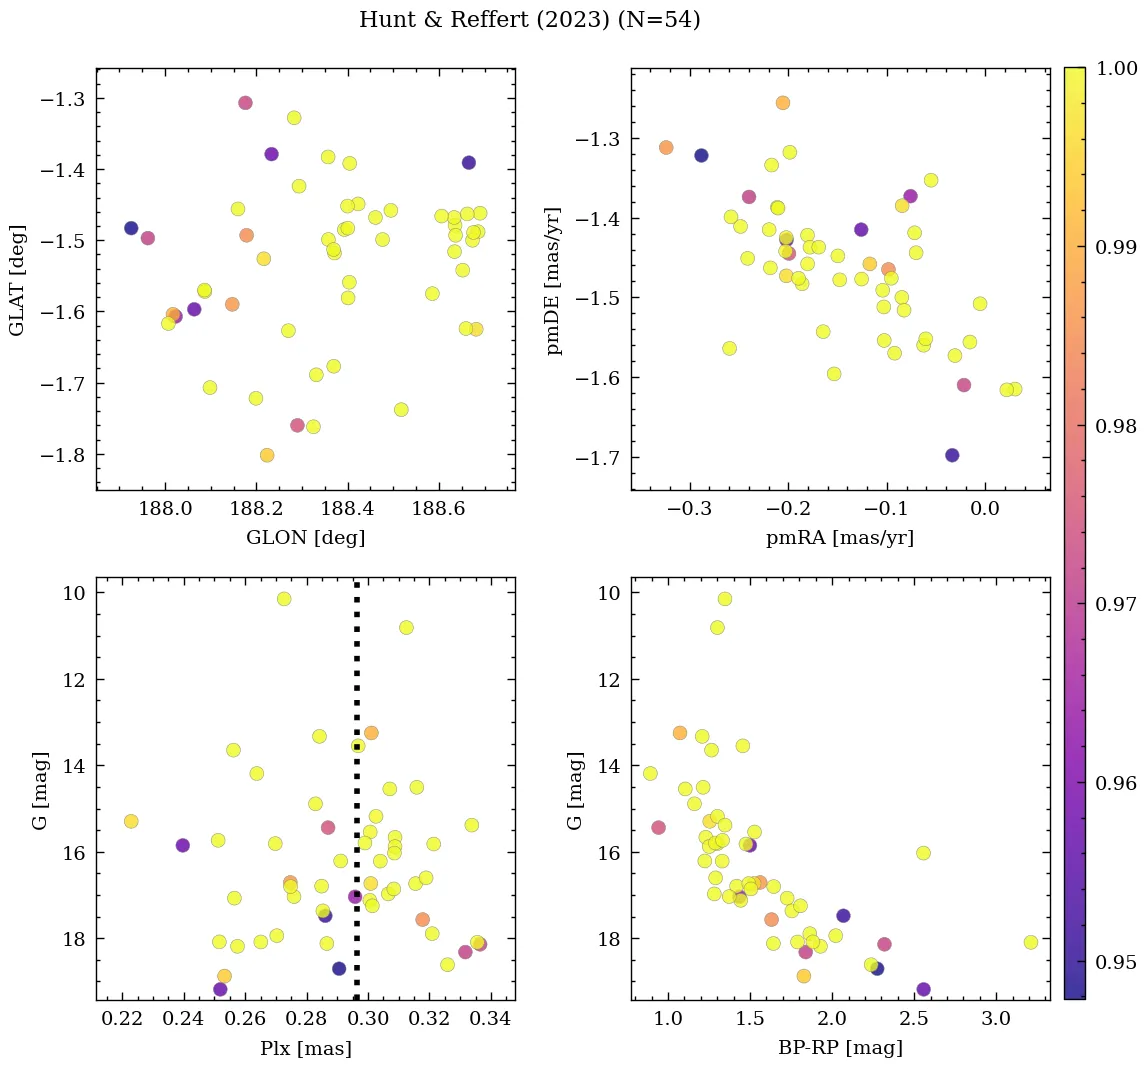 Hunt & Reffert (2023) (N=54)
−1.3
−1.4
−1.5
−1.6
−1.7
−1.8
GLAT [deg]
188.0 188.2 188.4 188.6
GLON [deg]
−1.3
−1.4
−1.5
−1.6
−1.7
pmDE [mas/yr]
−0.3 −0.2 −0.1 0.0
pmRA [mas/yr]
10
12
14
16
18
G [mag]
0.22 0.24 0.26 0.28 0.30 0.32 0.34
Plx [mas]
10
12
14
16
18
G [mag]
1.0 1.5 2.0 2.5 3.0
BP-RP [mag]
1.00
0.99
0.98
0.97
0.96
0.95